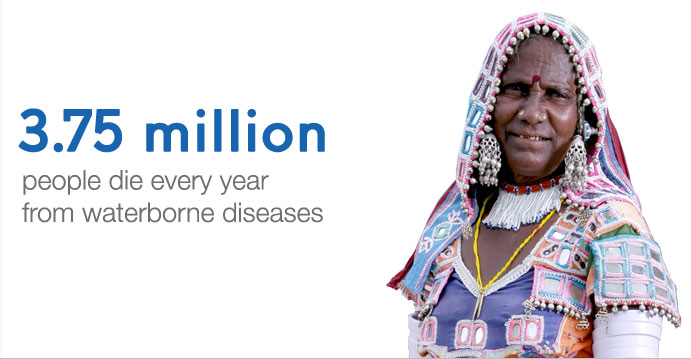 3.75 million
people die every year
from waterborne diseases